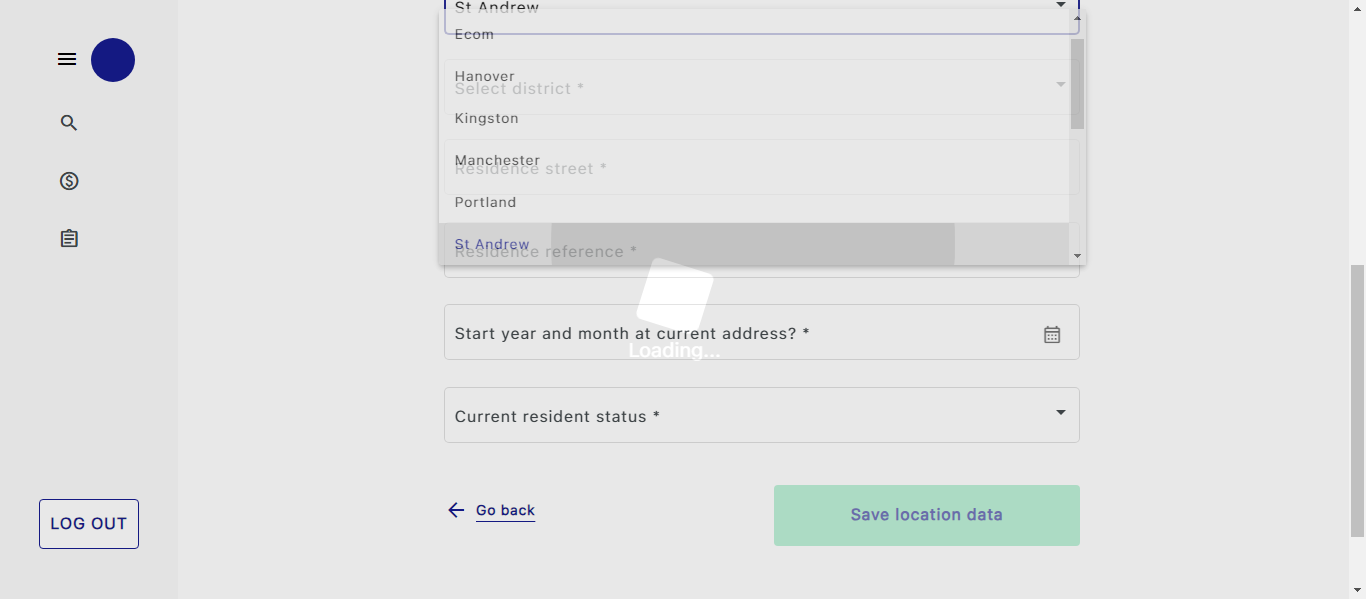 St Andrew
Ecom
Hanover
Select district *
Kingston
Manchester
Residence street *
Portland
St Andrew
Residence reference *
Start year and month at current address? *
Loading...
Current resident status *
Go back
Save location data
LOG OUT